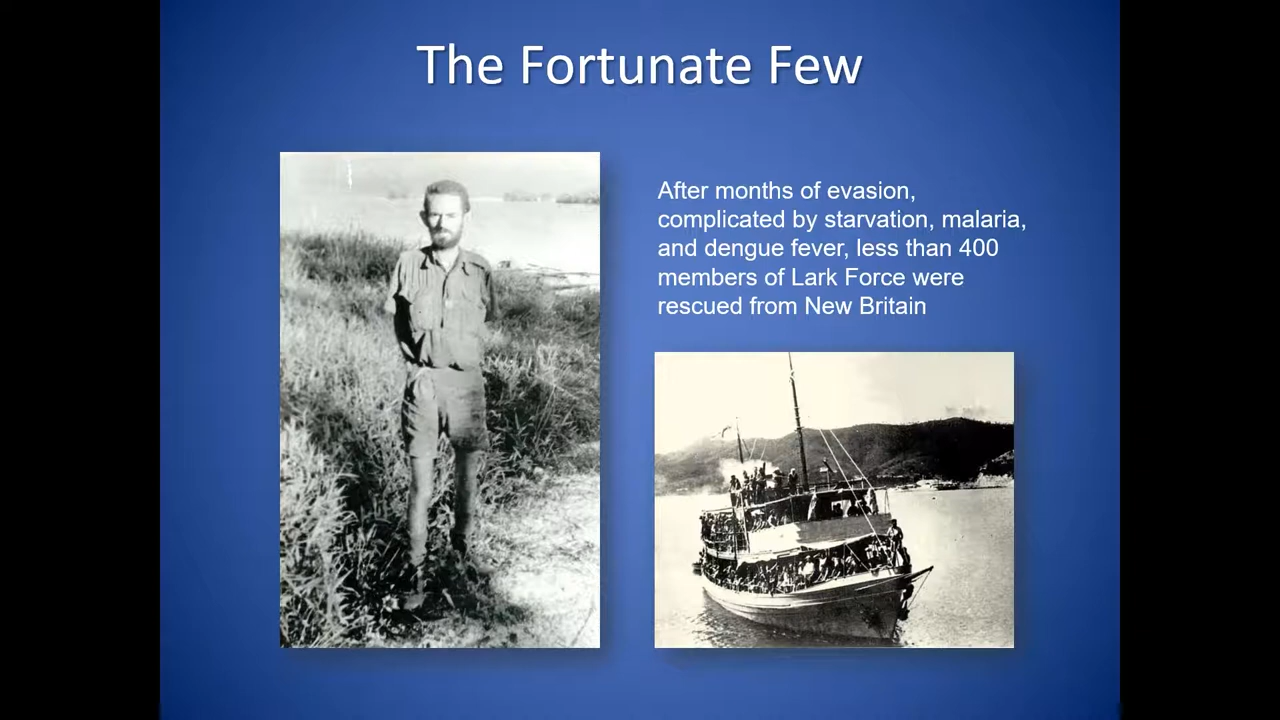 The Fortunate Few
After months of evasion,
complicated by starvation, malaria,
and dengue fever, less than 400
members of Lark Force were
rescued from New Britain